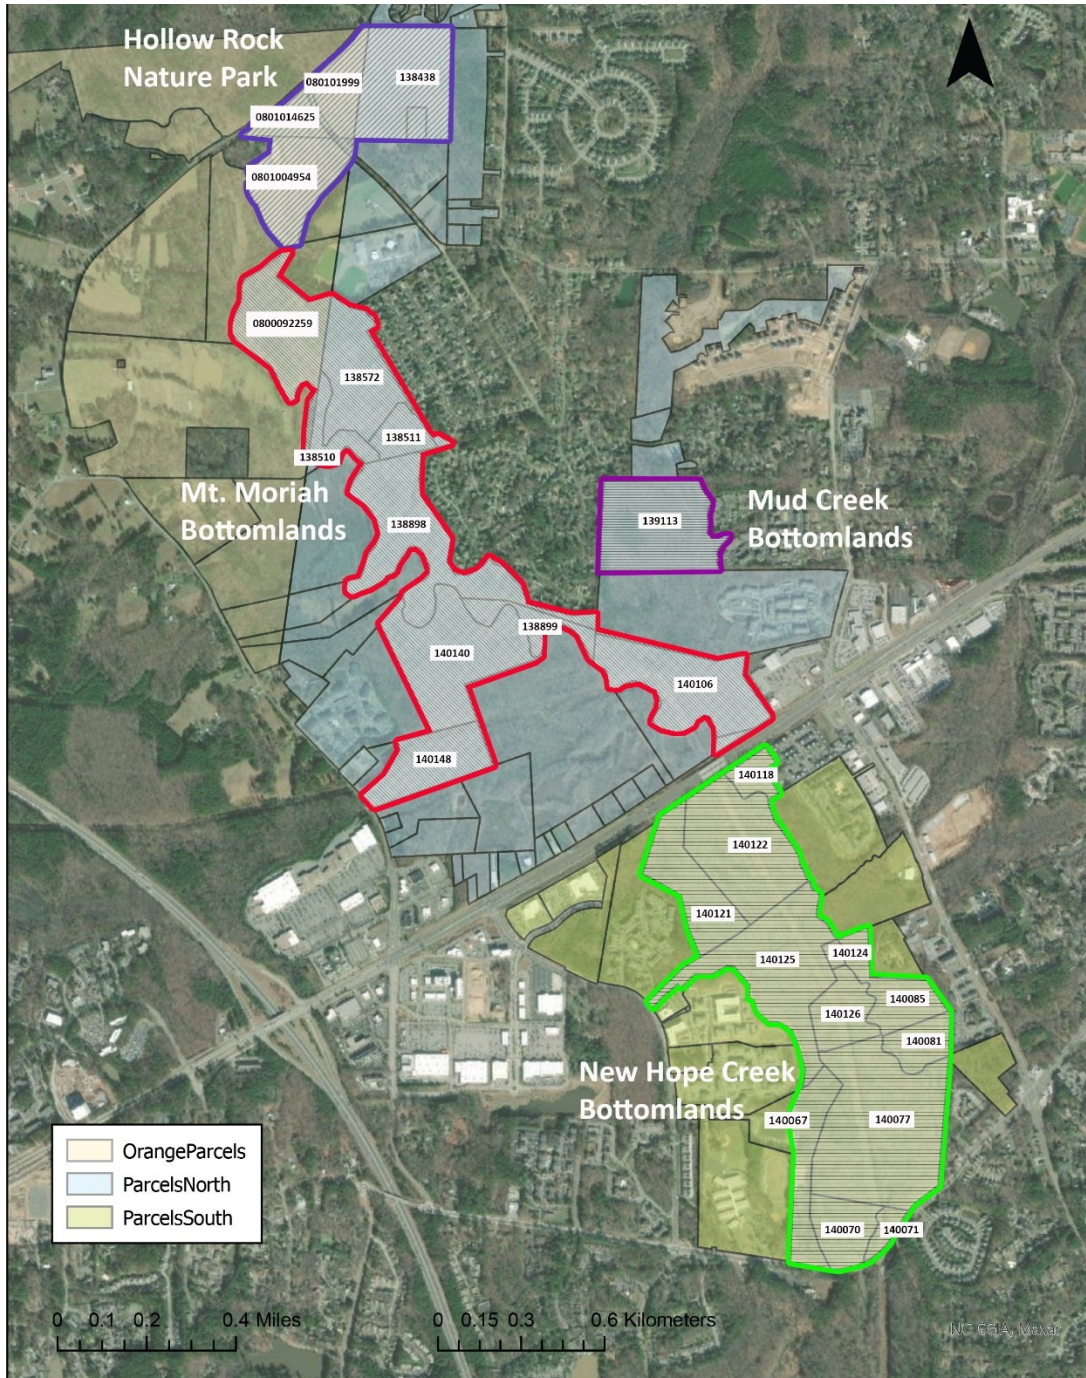 Hollow Rock
Nature Park
080101999
138438
0801014625
0801004954
0800092259
138572
138511
138510
Mt. Moriah
Bottomlands
138898
139113
Mud Creek
Bottomlands
138899
140140
140106
140148
140118
140122
140121
140124
140125
140085
140126
140081
New Hope Creek
Bottomlands
140067
140077
140070
140071
OrangeParcels
ParcelsNorth
ParcelsSouth
0 0.1 0.2 0.4 Miles
0 0.15 0.3 0.6 Kilometers
NC CGIA, Maxar